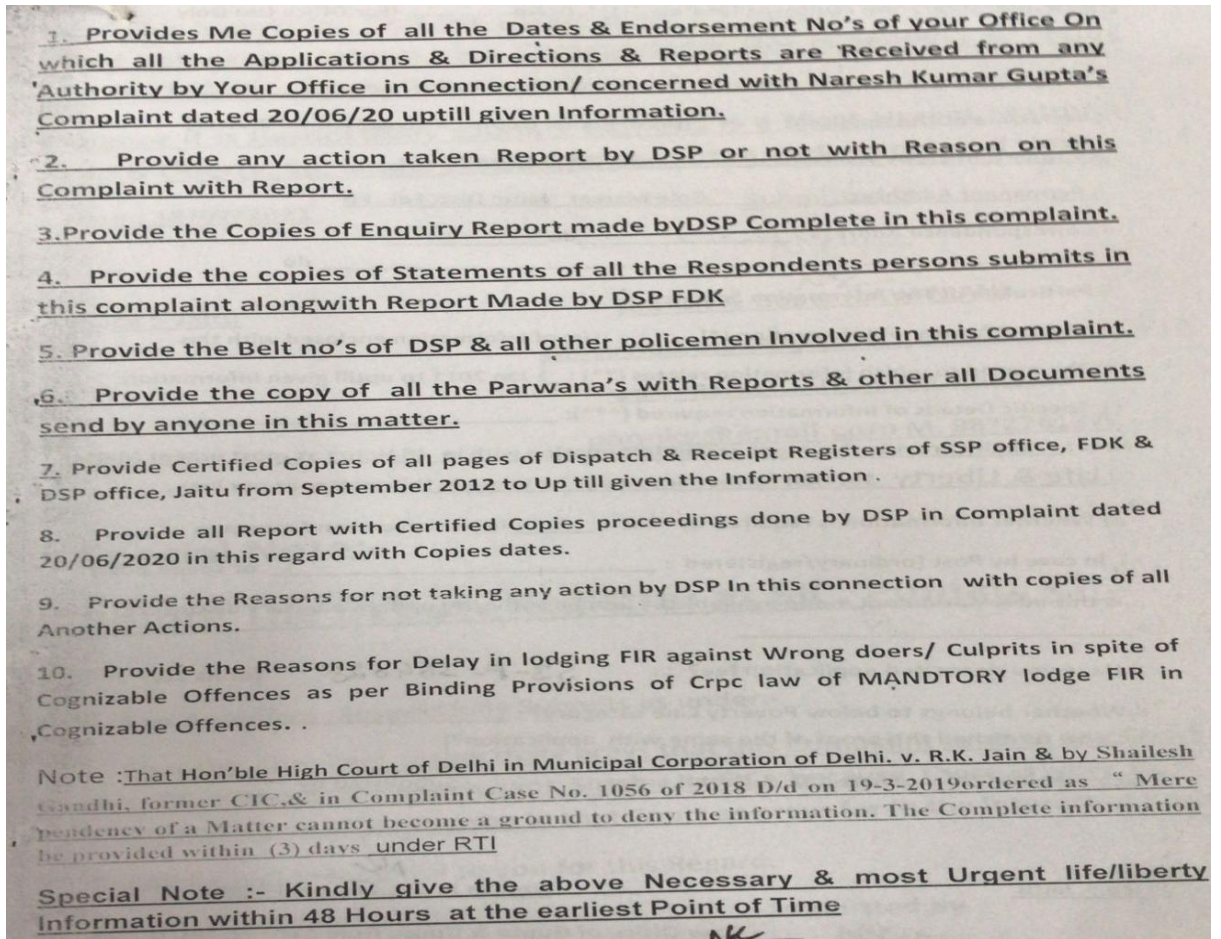 1. Provides Me Copies of all the Dates & Endorsement No's of your Office On
which all the Applications & Directions & Reports are Received from any
Authority by Your Office in Connection/ concerned with Naresh Kumar Gupta's
Complaint dated 20/06/20 uptill given Information.
2. Provide any action taken Report by DSP or not with Reason on this
Complaint with Report.
3.Provide the Copies of Enquiry Report made byDSP Complete in this complaint.
4. Provide the copies of Statements of all the Respondents persons submits in
this complaint alongwith Report Made by DSP FDK
5. Provide the Belt no's of DSP & all other policemen Involved in this complaint.
6. Provide the copy of all the Parwana's with Reports & other all Documents
send by anyone in this matter.
7. Provide Certified Copies of all pages of Dispatch & Receipt Registers of SSP office, FDK &
DSP office, Jaitu from September 2012 to Up till given the Information .
8. Provide all Report with Certified Copies proceedings done by DSP in Complaint dated
20/06/2020 in this regard with Copies dates.
9. Provide the Reasons for not taking any action by DSP In this connection with copies of all
Another Actions.
10. Provide the Reasons for Delay in lodging FIR against Wrong doers/ Culprits in spite of
Cognizable Offences as per Binding Provisions of Crpc law of MANDTORY lodge FIR in
Cognizable Offences. .
Note :That Hon'ble High Court of Delhi in Municipal Corporation of Delhi. v. R.K. Jain & by Shailesh
Gandhi, former CIC.& in Complaint Case No. 1056 of 2018 D/d on 19-3-2019ordered as " Mere
pendency of a Matter cannot become a ground to deny the information. The Complete information
be provided within (3) days under RTI
Special Note :- Kindly give the above Necessary & most Urgent life/liberty
Information within 48 Hours at the earliest Point of Time